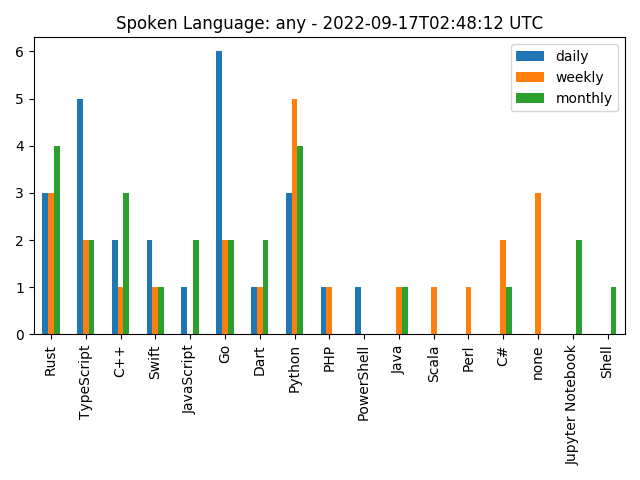 Spoken Language: any - 2022-09-17T02:48:12 UTC
daily
weekly
monthly
6
5
4
3
2
1
0
Rust
TypeScript
C++
Swift
JavaScript
Go
Dart
Python
PHP
PowerShell
Java
Scala
Perl
C#
none
Jupyter Notebook
Shell